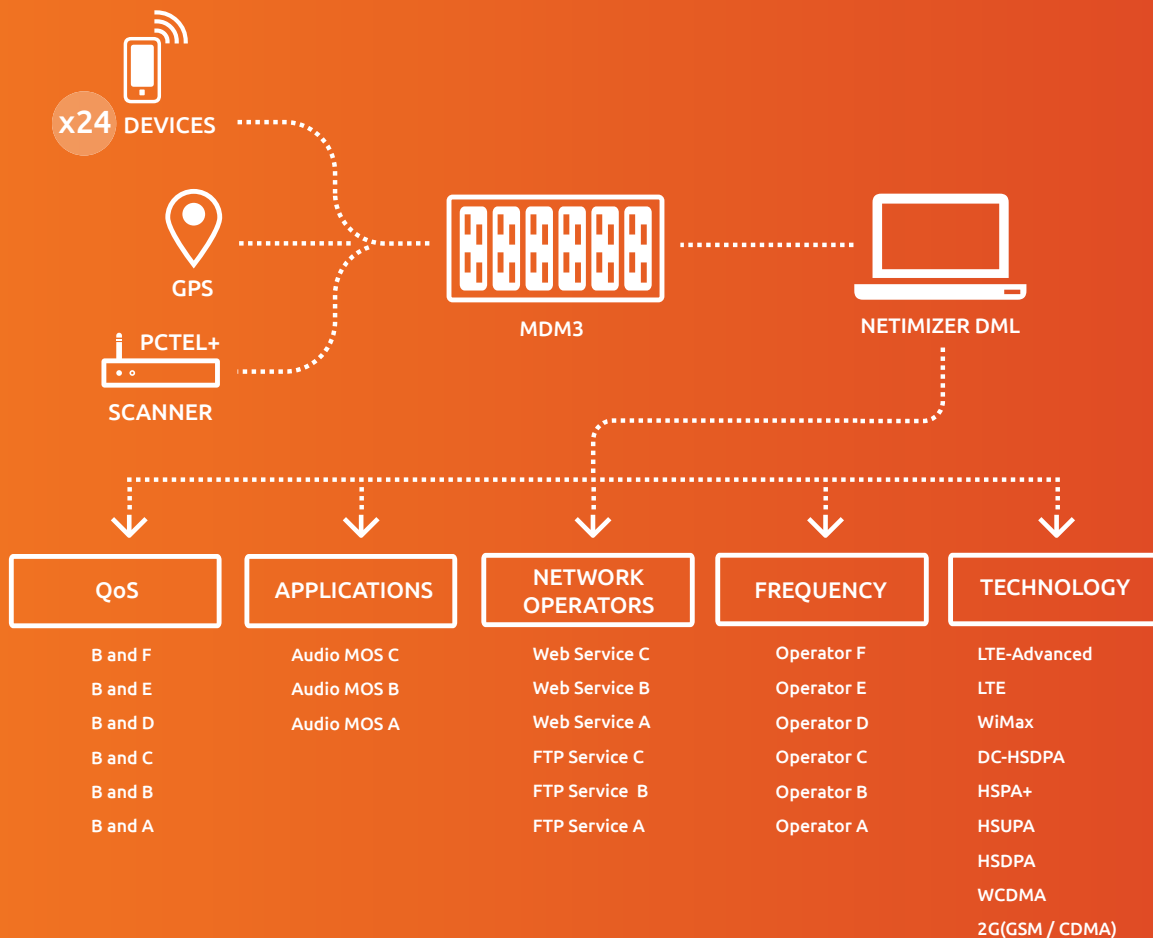 x24 DEVICES
GPS
PCTEL+
SCANNER
MDM3
NETIMIZER DML
QoS
B and F
B and E
B and D
B and C
B and B
B and A
APPLICATIONS
Audio MOS C
Audio MOS B
Audio MOS A
NETWORK
OPERATORS
Web Service C
Web Service B
Web Service A
FTP Service C
FTP Service B
FTP Service A
FREQUENCY
Operator F
Operator E
Operator D
Operator C
Operator B
Operator A
TECHNOLOGY
LTE-Advanced
LTE
WiMax
DC-HSDPA
HSPA+
HSUPA
HSDPA
WCDMA
2G(GSM / CDMA)